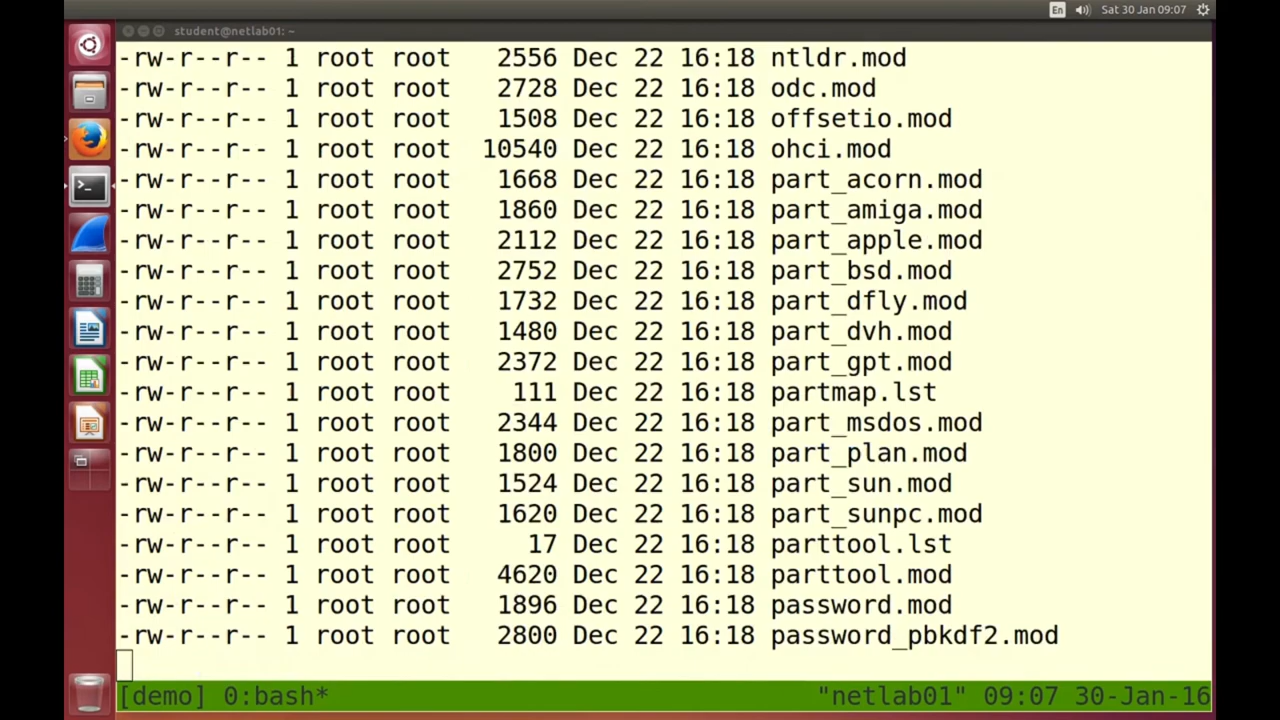 En Sat 30 Jan 09:07
student@netlab01: ~
-rw-r--r-- 1 root root   2556 Dec 22 16:18 ntldr.mod
-rw-r--r-- 1 root root   2728 Dec 22 16:18 odc.mod
-rw-r--r-- 1 root root   1508 Dec 22 16:18 offsetio.mod
-rw-r--r-- 1 root root  10540 Dec 22 16:18 ohci.mod
-rw-r--r-- 1 root root   1668 Dec 22 16:18 part_acorn.mod
-rw-r--r-- 1 root root   1860 Dec 22 16:18 part_amiga.mod
-rw-r--r-- 1 root root   2112 Dec 22 16:18 part_apple.mod
-rw-r--r-- 1 root root   2752 Dec 22 16:18 part_bsd.mod
-rw-r--r-- 1 root root   1732 Dec 22 16:18 part_dfly.mod
-rw-r--r-- 1 root root   1480 Dec 22 16:18 part_dvh.mod
-rw-r--r-- 1 root root   2372 Dec 22 16:18 part_gpt.mod
-rw-r--r-- 1 root root    111 Dec 22 16:18 partmap.lst
-rw-r--r-- 1 root root   2344 Dec 22 16:18 part_msdos.mod
-rw-r--r-- 1 root root   1800 Dec 22 16:18 part_plan.mod
-rw-r--r-- 1 root root   1524 Dec 22 16:18 part_sun.mod
-rw-r--r-- 1 root root   1620 Dec 22 16:18 part_sunpc.mod
-rw-r--r-- 1 root root     17 Dec 22 16:18 parttool.lst
-rw-r--r-- 1 root root   4620 Dec 22 16:18 parttool.mod
-rw-r--r-- 1 root root   1896 Dec 22 16:18 password.mod
-rw-r--r-- 1 root root   2800 Dec 22 16:18 password_pbkdf2.mod
[demo] 0:bash* "netlab01" 09:07 30-Jan-16